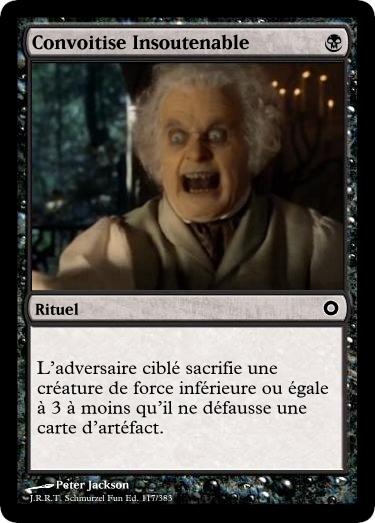 Convoitise Insoutenable
Rituel
L'adversaire ciblé sacrifie une
créature de force inférieure ou égale
à 3 à moins qu'il ne défausse une
carte d'artéfact.
Peter Jackson
J.R.R.T. Schmurzel Fun Ed. 117/383